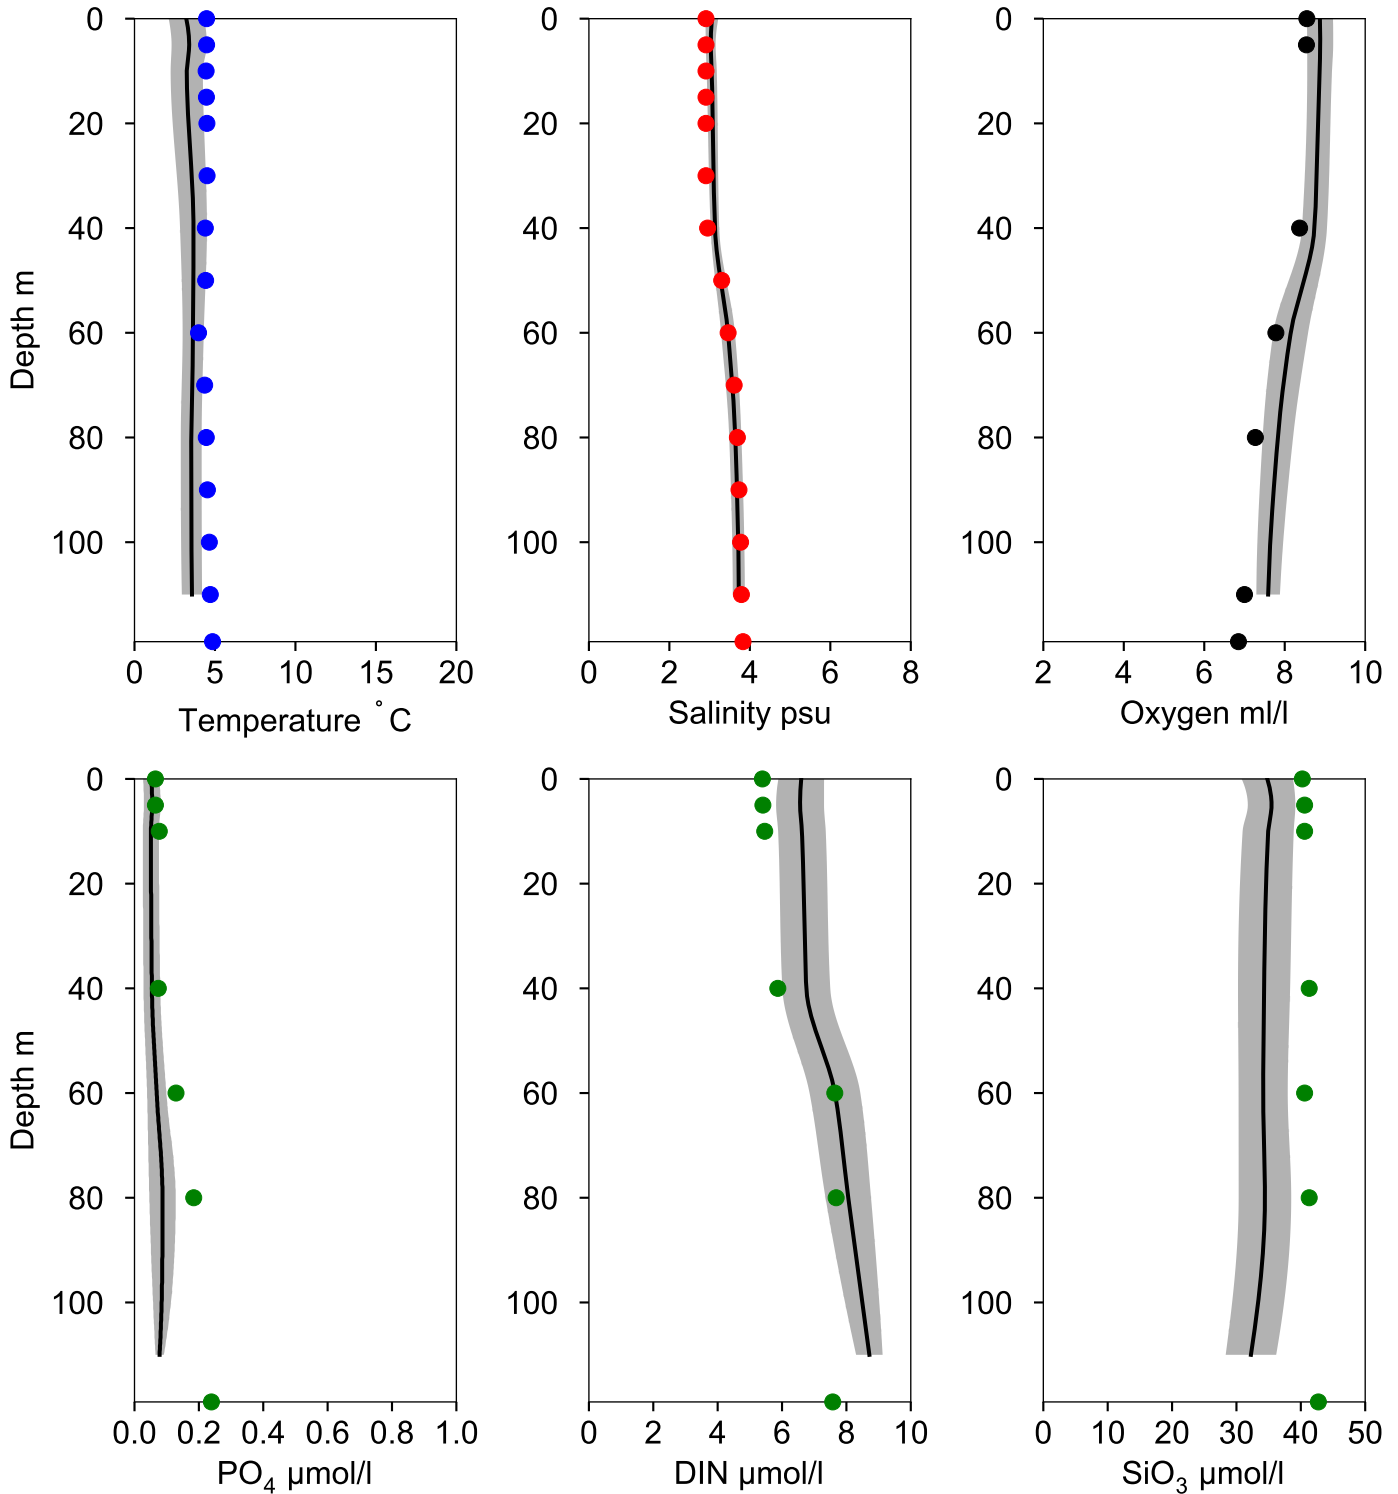 0 0 0
20 20 20
40 40 40
60 60 60
80 80 80
100 100 100
Depth m
0 5 10 15 20
Temperature °C
0 2 4 6 8
Salinity psu
2 4 6 8 10
Oxygen ml/l
0 0 0
20 20 20
40 40 40
60 60 60
80 80 80
100 100 100
Depth m
0.0 0.2 0.4 0.6 0.8 1.0
PO₄ µmol/l
0 2 4 6 8 10
DIN µmol/l
0 10 20 30 40 50
SiO₃ µmol/l